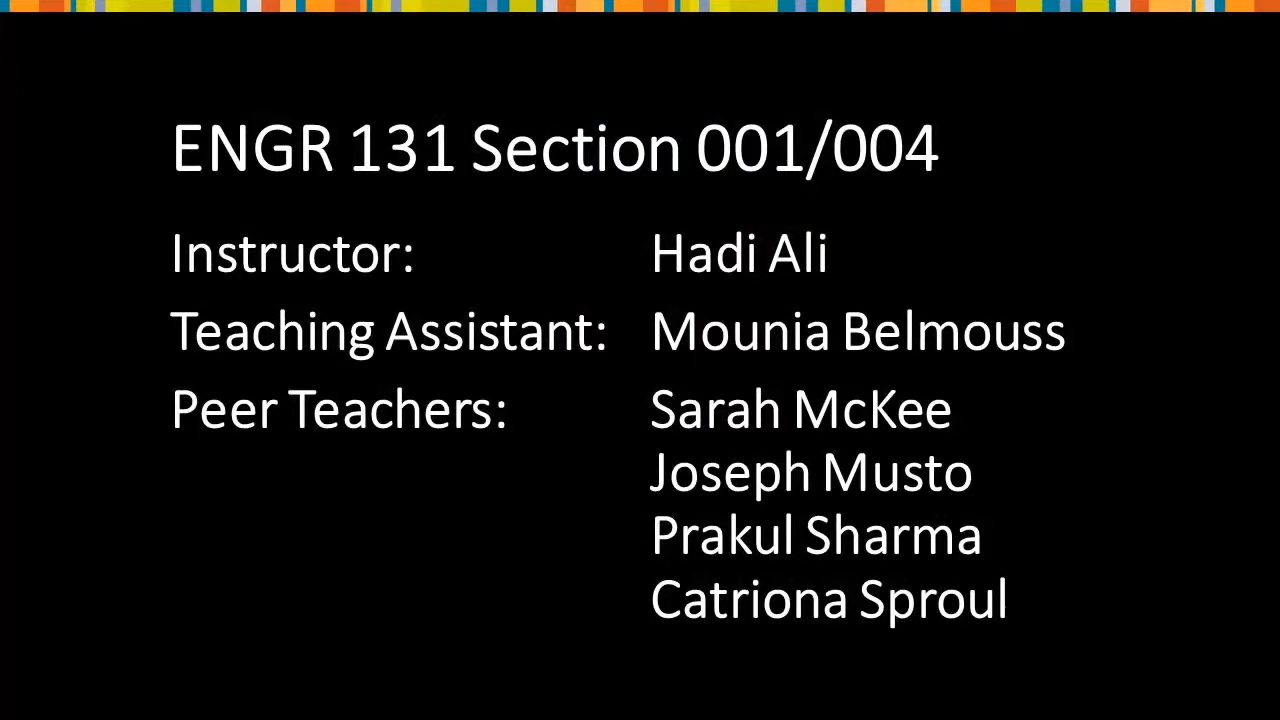 ENGR 131 Section 001/004
Instructor: Hadi Ali
Teaching Assistant: Mounia Belmouss
Peer Teachers: Sarah McKee
Joseph Musto
Prakul Sharma
Catriona Sproul